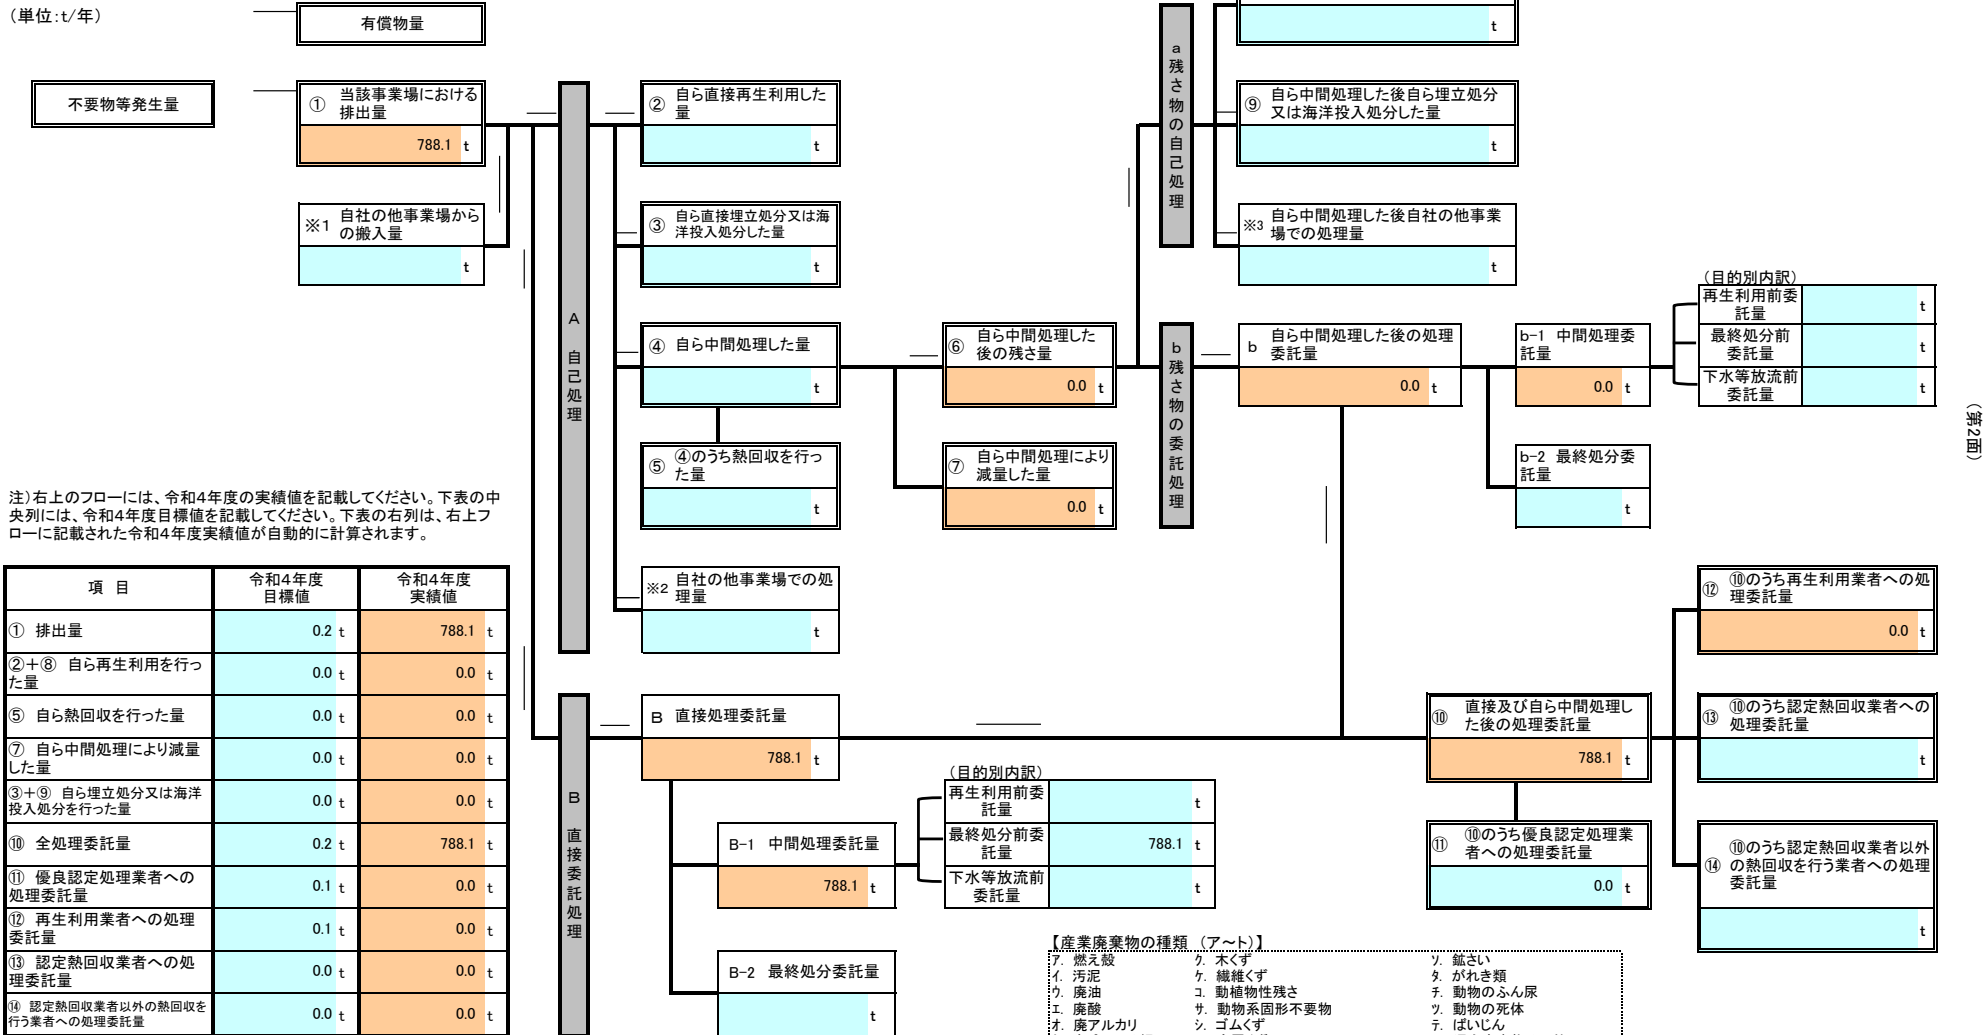 （単位：t/年）
有償物量
t
不要物等発生量
① 当該事業場における
排出量
788.1 t
※1 自社の他事業場から
の搬入量
t
A 自己処理
② 自ら直接再生利用した
量
t
③ 自ら直接埋立処分又は海
洋投入処分した量
t
④ 自ら中間処理した量
t
⑤ ④のうち熱回収を行っ
た量
t
※2 自社の他事業場での処
理量
t
⑥ 自ら中間処理した
後の残さ量
0.0 t
⑦ 自ら中間処理により
減量した量
0.0 t
a 残さ物の自己処理
⑨ 自ら中間処理した後自ら埋立処分
又は海洋投入処分した量
t
※3 自ら中間処理した後自社の他事業
場での処理量
t
b 残さ物の委託処理
b 自ら中間処理した後の処理
委託量
0.0 t
b-1 中間処理委
託量
0.0 t
b-2 最終処分委
託量
t
（目的別内訳）
再生利用前委
託量
t
最終処分前
委託量
t
下水等放流前
委託量
t
（第2面）
注）右上のフローには、令和4年度の実績値を記載してください。下表の中
央列には、令和4年度目標値を記載してください。下表の右列は、右上フ
ローに記載された令和4年度実績値が自動的に計算されます。
項 目 令和4年度
目標値 令和4年度
実績値
① 排出量 0.2 t 788.1 t
②＋⑧ 自ら再生利用を行っ
た量 0.0 t 0.0 t
⑤ 自ら熱回収を行った量 0.0 t 0.0 t
⑦ 自ら中間処理により減量
した量 0.0 t 0.0 t
③＋⑨ 自ら埋立処分又は海洋
投入処分を行った量 0.0 t 0.0 t
⑩ 全処理委託量 0.2 t 788.1 t
⑪ 優良認定処理業者への
処理委託量 0.1 t 0.0 t
⑫ 再生利用業者への処理
委託量 0.1 t 0.0 t
⑬ 認定熱回収業者への処
理委託量 0.0 t 0.0 t
⑭ 認定熱回収業者以外の熱回収を
行う業者への処理委託量 0.0 t 0.0 t
B 直接委託処理
B 直接処理委託量
788.1 t
B-1 中間処理委託量
788.1 t
B-2 最終処分委託量
t
（目的別内訳）
再生利用前委
託量
t
最終処分前委
託量
788.1 t
下水等放流前
委託量
t
⑩ 直接及び自ら中間処理し
た後の処理委託量
788.1 t
⑪ ⑩のうち優良認定処理業
者への処理委託量
0.0 t
⑫ ⑩のうち再生利用業者への処
理委託量
0.0 t
⑬ ⑩のうち認定熱回収業者への
処理委託量
t
⑭ ⑩のうち認定熱回収業者以外
の熱回収を行う業者への処理
委託量
t
【産業廃棄物の種類 （ア〜ト）】
ア. 燃え殻 ク. 木くず ソ. 鉱さい
イ. 汚泥 ケ. 繊維くず タ. がれき類
ウ. 廃油 コ. 動植物性残さ チ. 動物のふん尿
エ. 廃酸 サ. 動物系固形不要物 ツ. 動物の死体
オ. 廃アルカリ シ. ゴムくず テ. ばいじん